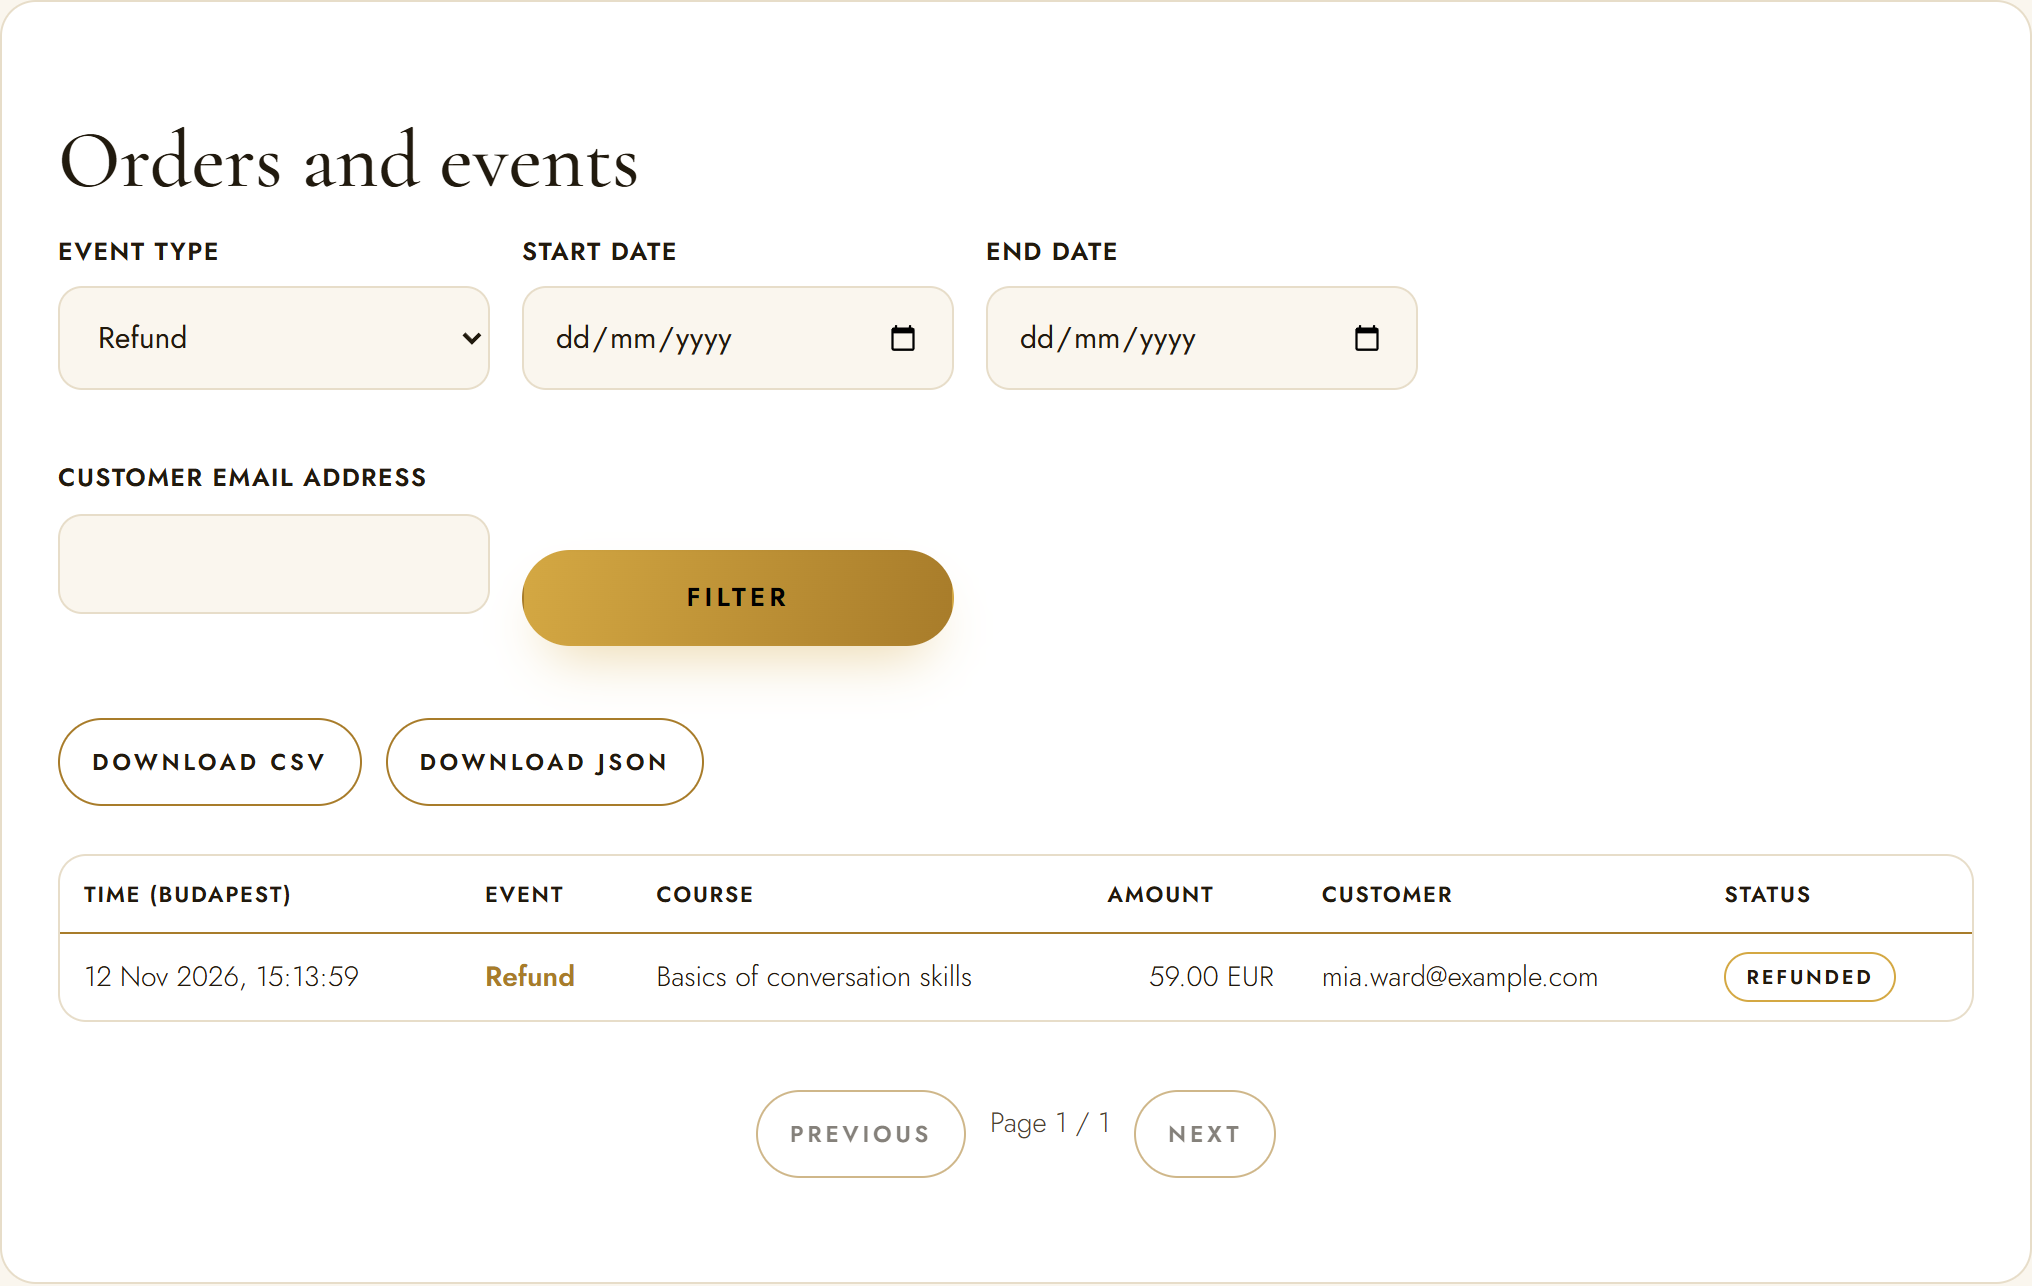 Orders and events
EVENT TYPE START DATE END DATE
Refund dd/mm/yyyy dd/mm/yyyy
CUSTOMER EMAIL ADDRESS
FILTER
DOWNLOAD CSV DOWNLOAD JSON
TIME (BUDAPEST) EVENT COURSE AMOUNT CUSTOMER STATUS
12 Nov 2026, 15:13:59 Refund Basics of conversation skills 59.00 EUR mia.ward@example.com REFUNDED
PREVIOUS Page 1 / 1 NEXT